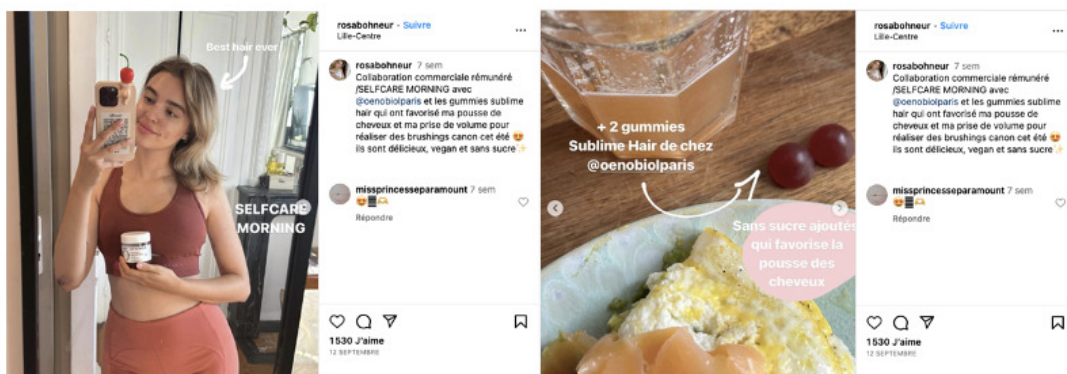 Best hair ever
SELFCARE
MORNING
rosabohneur • Suivre
Lille-Centre
rosabohneur 7 sem
Collaboration commerciale rémunéré
/SELFCARE MORNING avec
@oenobiolparis et les gummies sublime
hair qui ont favorisé ma pousse de
cheveux et ma prise de volume pour
réaliser des brushings canon cet été 😍
ils sont délicieux, vegan et sans sucre✨
missprincesseparamount 7 sem
Répondre
1530 J'aime
12 SEPTEMBRE
+ 2 gummies
Sublime Hair de chez
@oenobiolparis
Sans sucre ajoutés
qui favorise la
pousse des
cheveux
rosabohneur • Suivre
Lille-Centre
rosabohneur 7 sem
Collaboration commerciale rémunéré
/SELFCARE MORNING avec
@oenobiolparis et les gummies sublime
hair qui ont favorisé ma pousse de
cheveux et ma prise de volume pour
réaliser des brushings canon cet été 😍
ils sont délicieux, vegan et sans sucre✨
missprincesseparamount 7 sem
Répondre
1530 J'aime
12 SEPTEMBRE